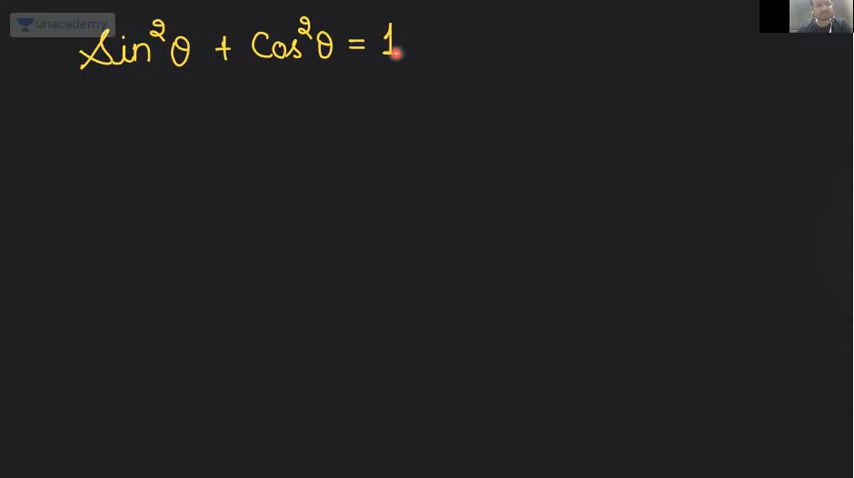 unacademy
Sin²θ + Cos²θ = 1